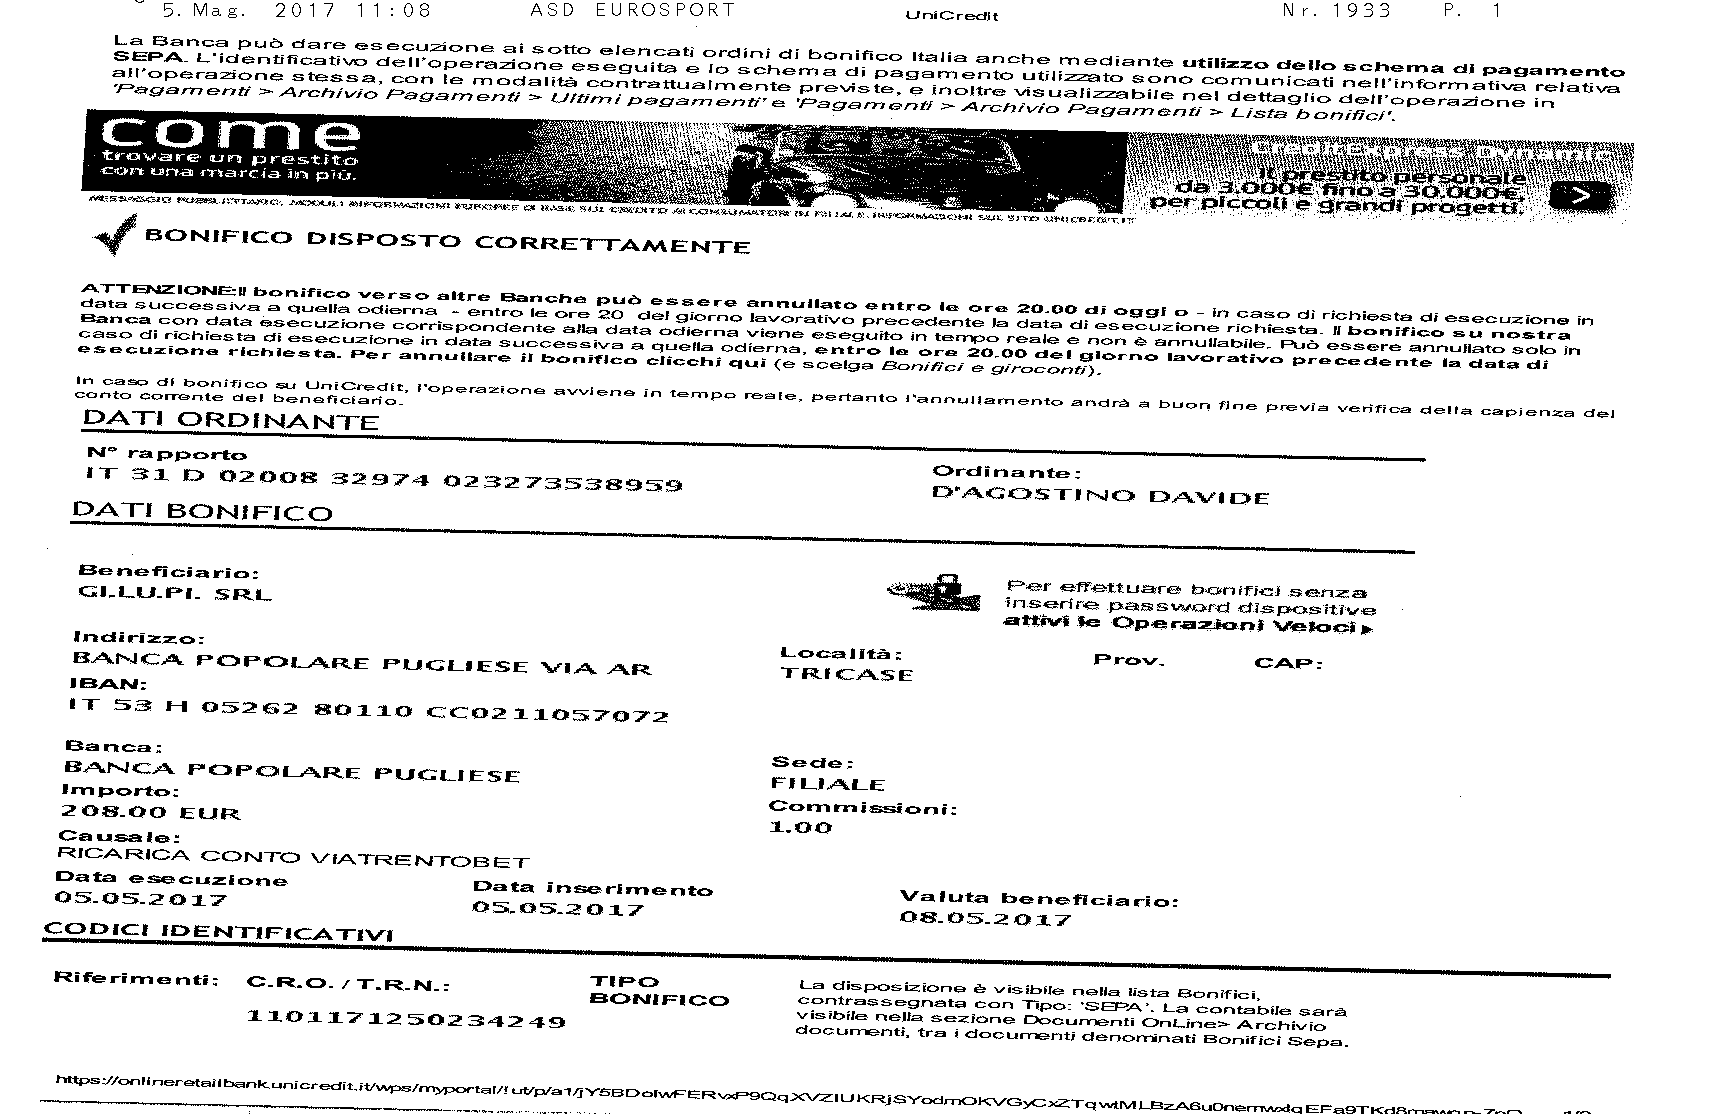 5. Mag. 2017 11:08 ASD EUROSPORT UniCredit Nr. 1933 P. 1
La Banca può dare esecuzione ai sotto elencati ordini di bonifico Italia anche mediante utilizzo dello schema di pagamento
SEPA. L'identificativo dell'operazione eseguita e lo schema di pagamento utilizzato sono comunicati nell'informativa relativa
all'operazione stessa, con le modalità contrattualmente previste, e inoltre visualizzabile nel dettaglio dell'operazione in
'Pagamenti > Archivio Pagamenti > Ultimi pagamenti' e 'Pagamenti > Archivio Pagamenti > Lista bonifici'.
come
trovare un prestito
con una marcia in più.
CreditExpress Dynamic
Il prestito personale
da 3.000€ fino a 30.000€
per piccoli e grandi progetti.
MESSAGGIO PUBBLICITARIO. MODULI INFORMAZIONI EUROPEE DI BASE SUL CREDITO AI CONSUMATORI IN FILIALE. INFORMAZIONI SUL SITO UNICREDIT.IT
BONIFICO DISPOSTO CORRETTAMENTE
ATTENZIONE:Il bonifico verso altre Banche può essere annullato entro le ore 20.00 di oggi o - in caso di richiesta di esecuzione in
data successiva a quella odierna - entro le ore 20 del giorno lavorativo precedente la data di esecuzione richiesta. Il bonifico su nostra
Banca con data esecuzione corrispondente alla data odierna viene eseguito in tempo reale e non è annullabile. Può essere annullato solo in
caso di richiesta di esecuzione in data successiva a quella odierna, entro le ore 20.00 del giorno lavorativo precedente la data di
esecuzione richiesta. Per annullare il bonifico clicchi qui (e scelga Bonifici e giroconti).
In caso di bonifico su UniCredit, l'operazione avviene in tempo reale, pertanto l'annullamento andrà a buon fine previa verifica della capienza del
conto corrente del beneficiario.
DATI ORDINANTE
N° rapporto Ordinante:
IT 31 D 02008 32974 023273538959 D'AGOSTINO DAVIDE
DATI BONIFICO
Beneficiario:
GI.LU.PI. SRL
Per effettuare bonifici senza
inserire password dispositive
attivi le Operazioni Veloci
Indirizzo: Località: Prov. CAP:
BANCA POPOLARE PUGLIESE VIA AR TRICASE
IBAN:
IT 53 H 05262 80110 CC0211057072
Banca: Sede:
BANCA POPOLARE PUGLIESE FILIALE
Importo: Commissioni:
208.00 EUR 1.00
Causale:
RICARICA CONTO VIATRENTOBET
Data esecuzione Data inserimento Valuta beneficiario:
05.05.2017 05.05.2017 08.05.2017
CODICI IDENTIFICATIVI
Riferimenti: C.R.O. / T.R.N.: TIPO BONIFICO
1101171250234249
La disposizione è visibile nella lista Bonifici,
contrassegnata con Tipo: 'SEPA'. La contabile sarà
visibile nella sezione Documenti OnLine> Archivio
documenti, tra i documenti denominati Bonifici Sepa.